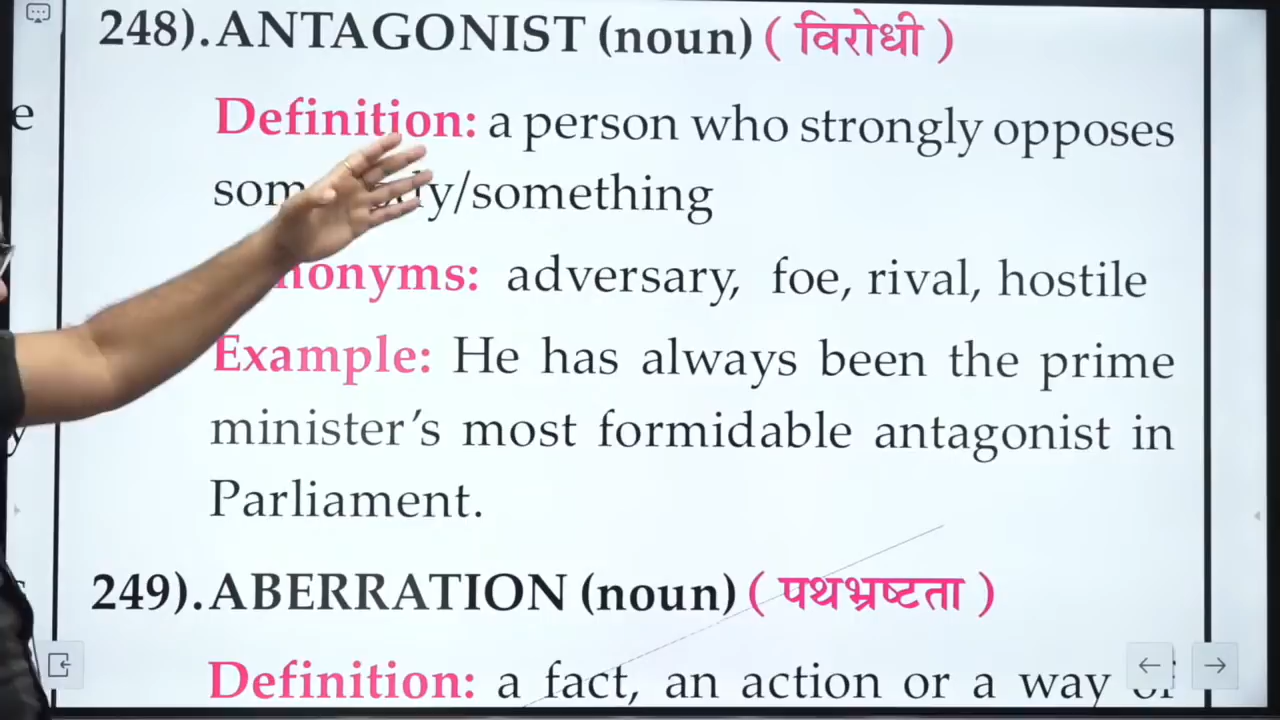 248).ANTAGONIST (noun) ( विरोधी )
Definition: a person who strongly opposes
/something
adversary, foe, rival, hostile
Example: He has always been the prime
minister’s most formidable antagonist in
Parliament.
249).ABERRATION (noun) ( पथभ्रष्टता )
Definition: a fact, an action or a way